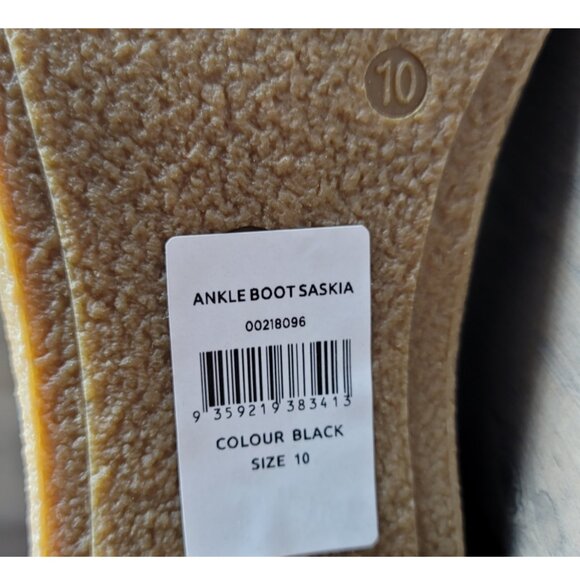 10
ANKLE BOOT SASKIA
00218096
9 359219 383413
COLOUR BLACK
SIZE 10